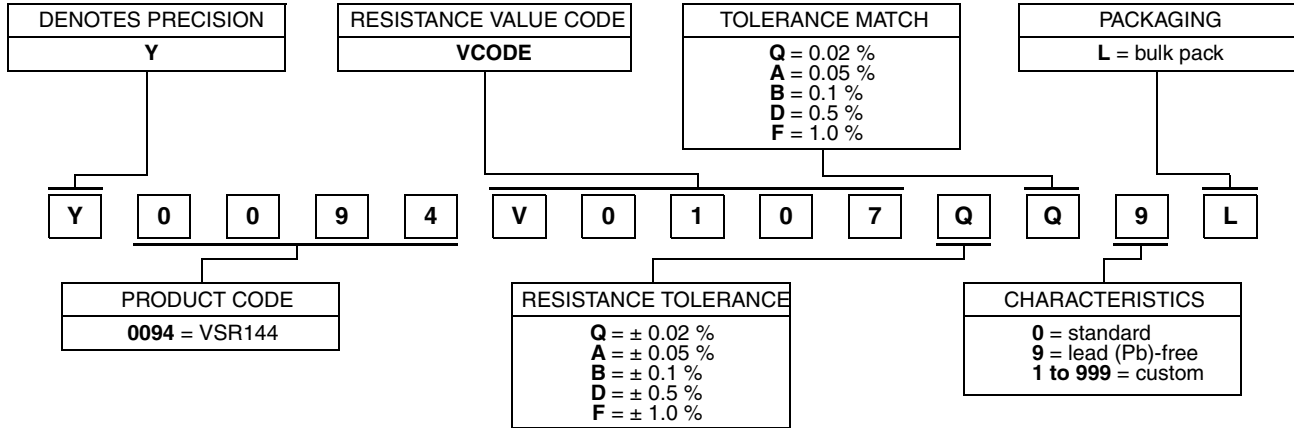 DENOTES PRECISION
Y
RESISTANCE VALUE CODE
VCODE
TOLERANCE MATCH
Q = 0.02 %
A = 0.05 %
B = 0.1 %
D = 0.5 %
F = 1.0 %
PACKAGING
L = bulk pack
Y 0 0 9 4 V 0 1 0 7 Q Q 9 L
PRODUCT CODE
0094 = VSR144
RESISTANCE TOLERANCE
Q = ± 0.02 %
A = ± 0.05 %
B = ± 0.1 %
D = ± 0.5 %
F = ± 1.0 %
CHARACTERISTICS
0 = standard
9 = lead (Pb)-free
1 to 999 = custom